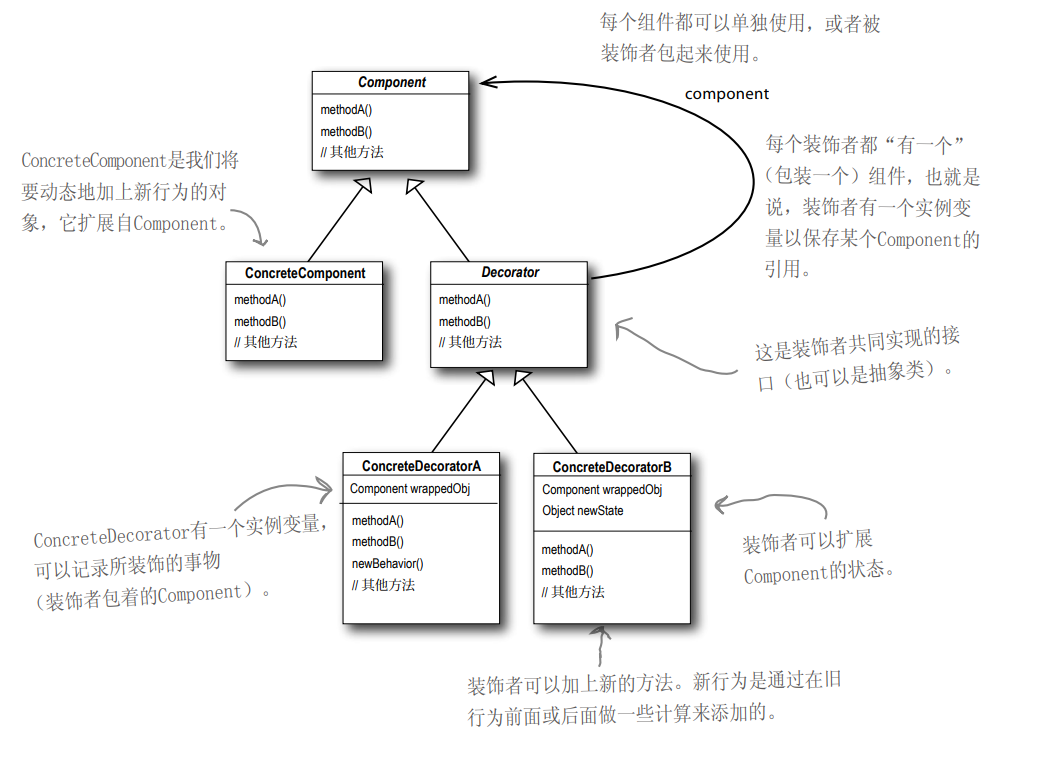 每个组件都可以单独使用，或者被
装饰者包起来使用。
Component
methodA()
methodB()
// 其他方法
component
每个装饰者都“有一个”
（包装一个）组件，也就是
说，装饰者有一个实例变
量以保存某个Component的
引用。
ConcreteComponent是我们将
要动态地加上新行为的对
象，它扩展自Component。
ConcreteComponent
methodA()
methodB()
// 其他方法
Decorator
methodA()
methodB()
// 其他方法
这是装饰者共同实现的接
口（也可以是抽象类）。
ConcreteDecoratorA
Component wrappedObj
methodA()
methodB()
newBehavior()
// 其他方法
ConcreteDecoratorB
Component wrappedObj
Object newState
methodA()
methodB()
// 其他方法
ConcreteDecorator有一个实例变量，
可以记录所装饰的事物
（装饰者包着的Component）。
装饰者可以扩展
Component的状态。
装饰者可以加上新的方法。新行为是通过在旧
行为前面或后面做一些计算来添加的。